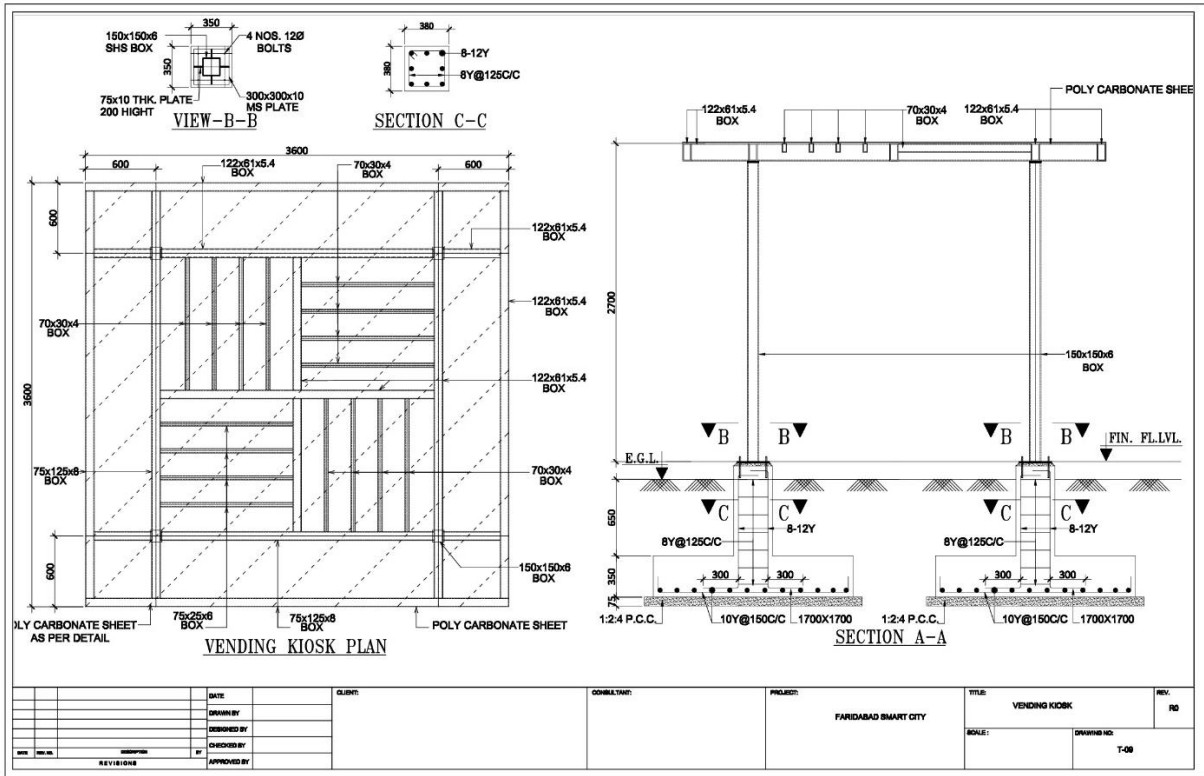 350
150x150x6
SHS BOX
4 NOS. 12Ø
BOLTS
350
75x10 THK. PLATE
200 HIGHT
300x300x10
MS PLATE
VIEW-B-B
380
380
8-12Y
8Y@125C/C
SECTION C-C
3600
600
122x61x5.4
BOX
70x30x4
BOX
600
600
122x61x5.4
BOX
122x61x5.4
BOX
70x30x4
BOX
3600
122x61x5.4
BOX
75x125x6
BOX
70x30x4
BOX
600
150x150x6
BOX
OLY CARBONATE SHEET
AS PER DETAIL
75x25x6
BOX
75x125x6
BOX
POLY CARBONATE SHEET
VENDING KIOSK PLAN
POLY CARBONATE SHEE
122x61x5.4
BOX
70x30x4
BOX
122x61x5.4
BOX
2700
150x150x6
BOX
B B B B
E.G.L.
FIN. FL.LVL.
C C C C
650
8-12Y
8Y@125C/C
8-12Y
8Y@125C/C
350
300 300
300 300
75
1:2:4 P.C.C.
10Y@150C/C
1700X1700
1:2:4 P.C.C.
10Y@150C/C
1700X1700
SECTION A-A
DATE REV. NO. DESCRIPTION BY
REVISIONS
DATE
DRAWN BY
DESIGNED BY
CHECKED BY
APPROVED BY
CLIENT:
CONSULTANT:
PROJECT:
FARIDABAD SMART CITY
TITLE:
VENDING KIOSK
REV.
R0
SCALE :
DRAWING NO:
T-09